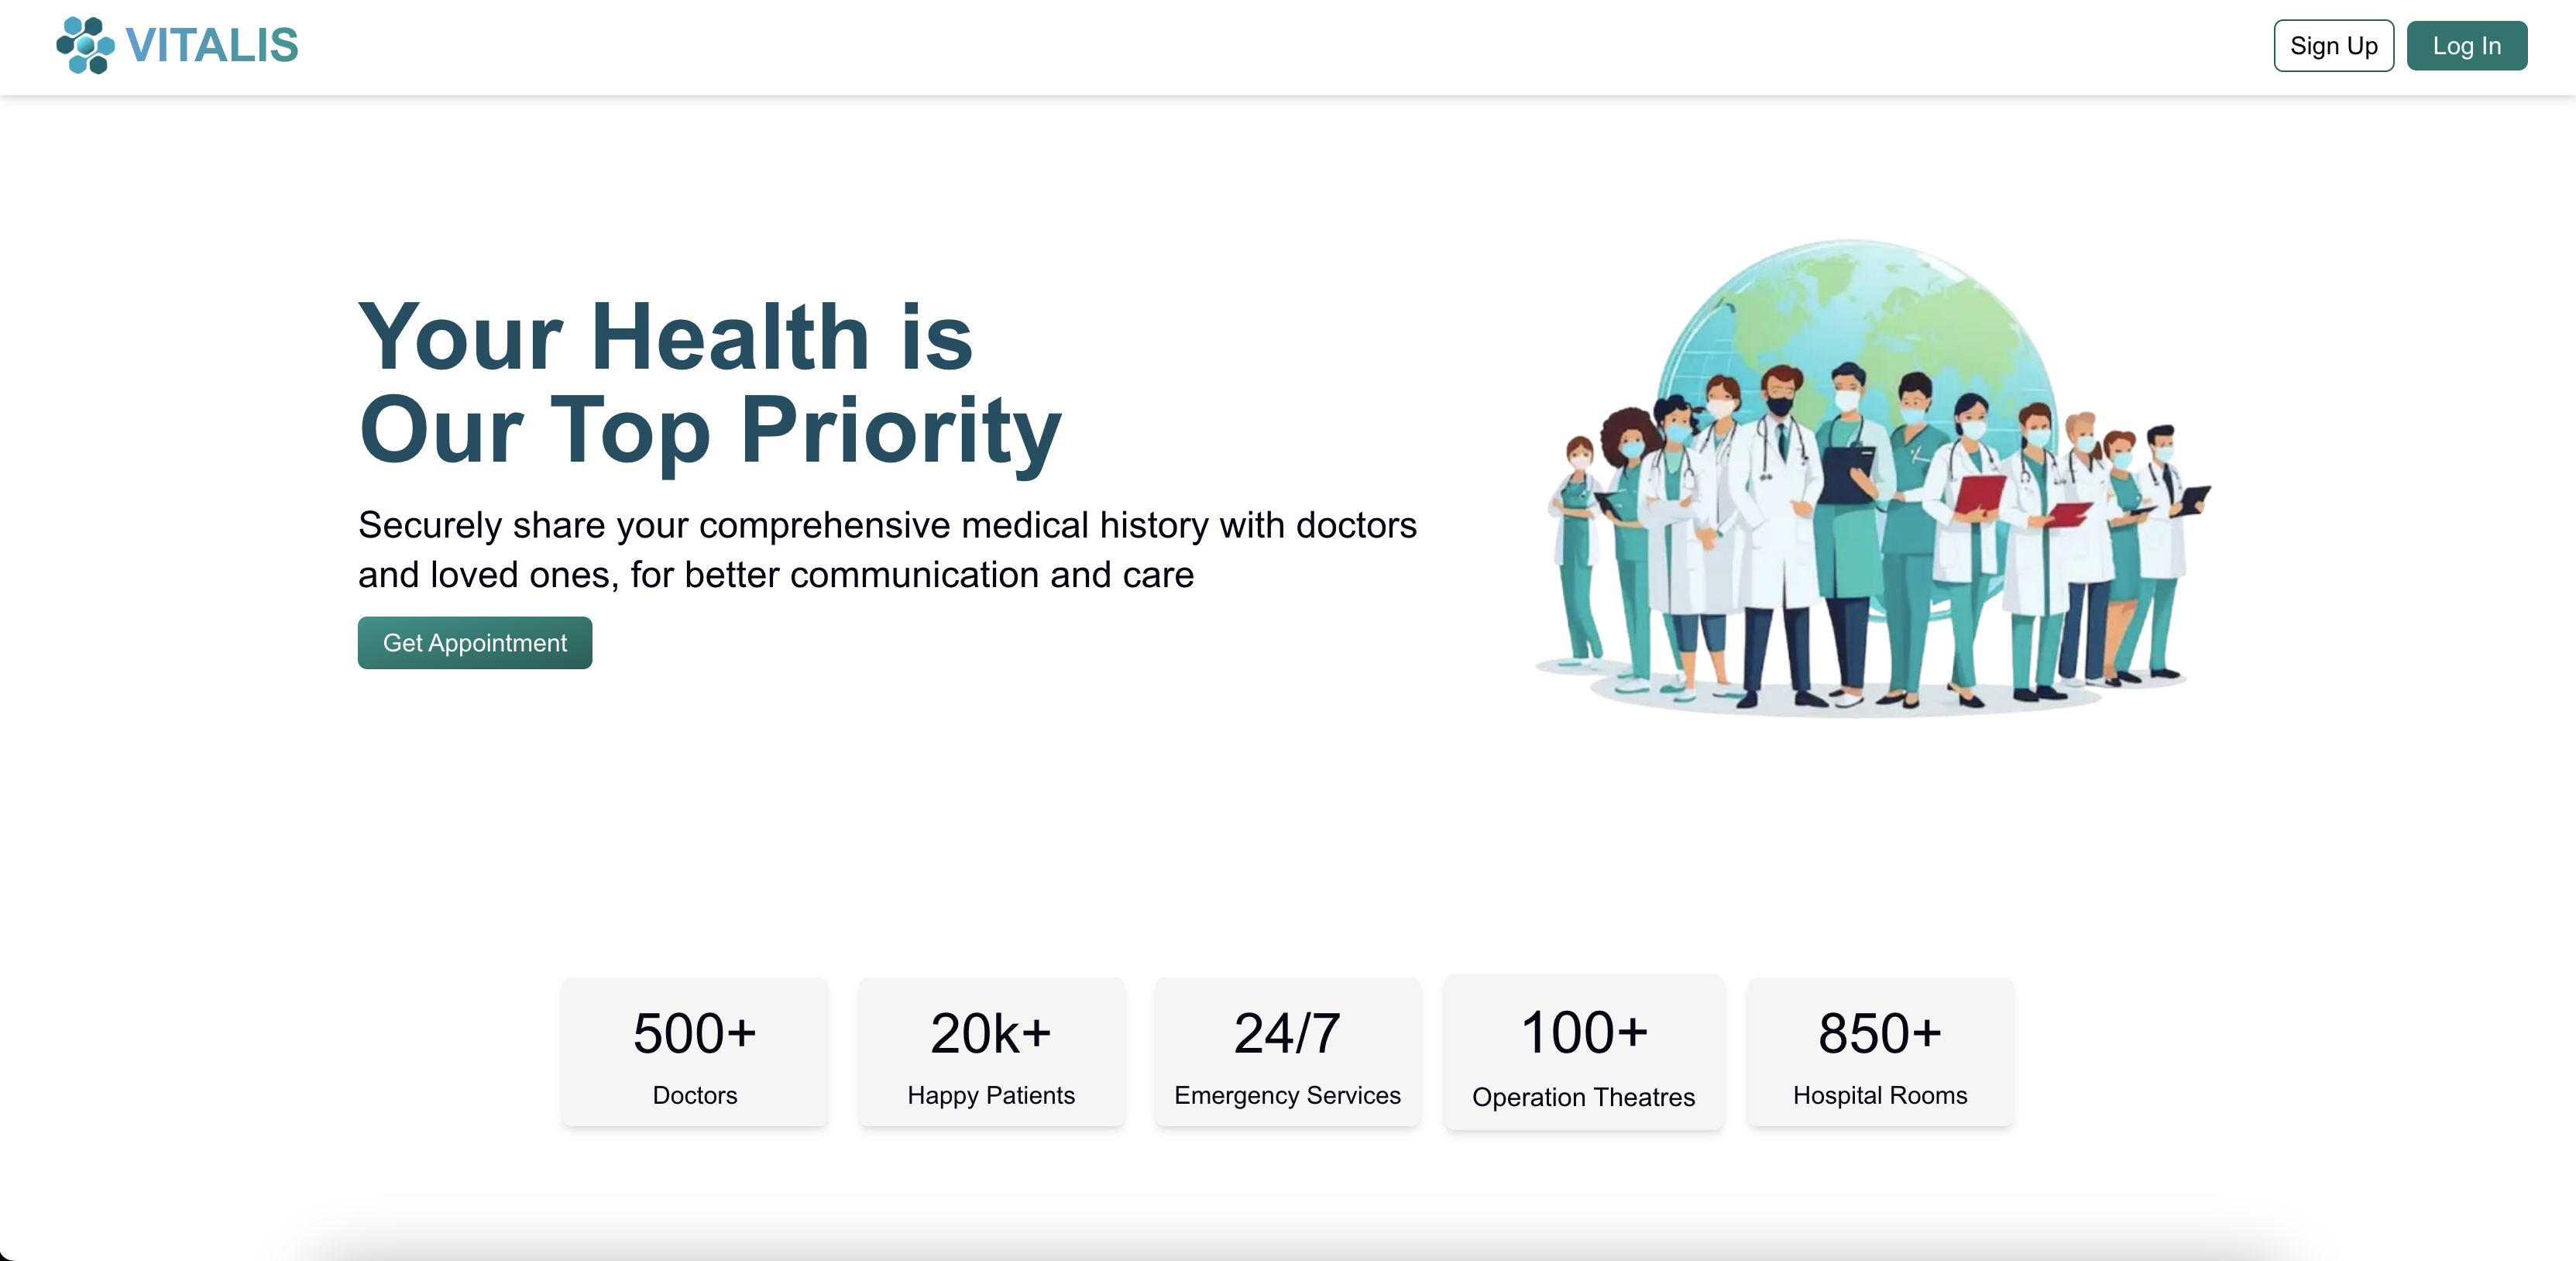 VITALIS
Sign Up
Log In
Your Health is
Our Top Priority
Securely share your comprehensive medical history with doctors
and loved ones, for better communication and care
Get Appointment
500+
Doctors
20k+
Happy Patients
24/7
Emergency Services
100+
Operation Theatres
850+
Hospital Rooms